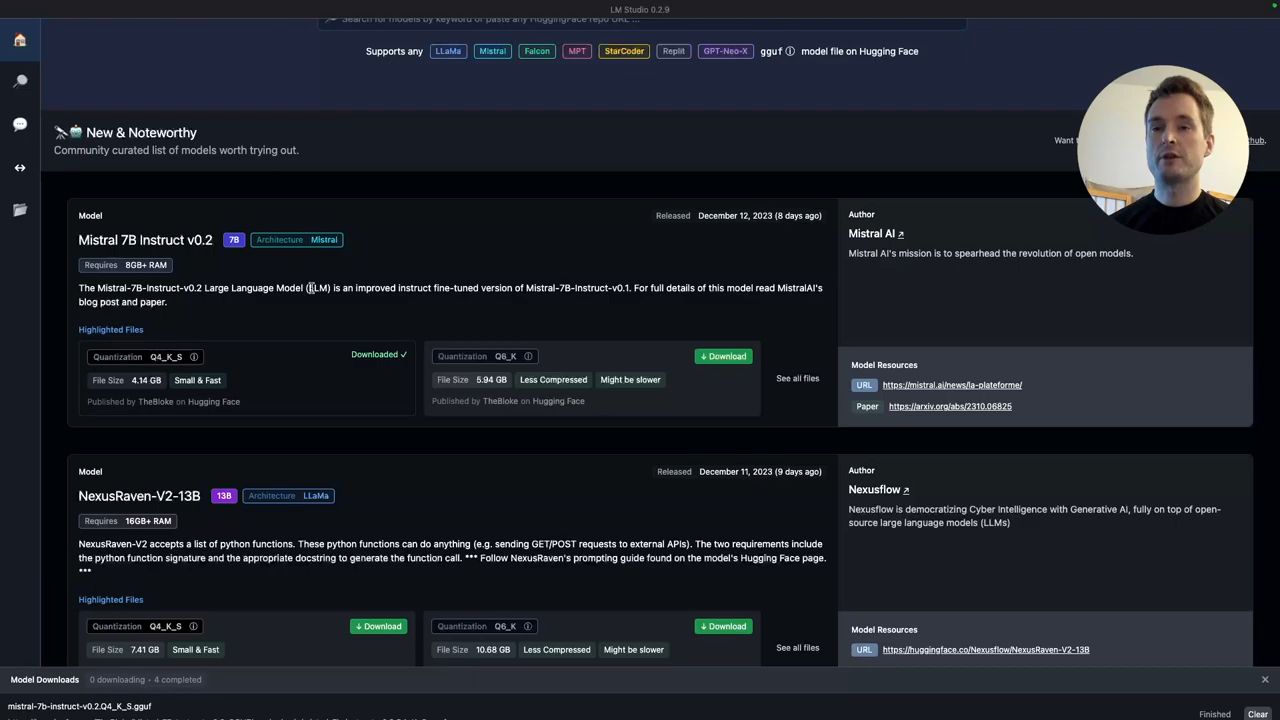 LM Studio 0.2.9
Search for models by keyword or paste any HuggingFace repo URL ...
Supports any LLaMa Mistral Falcon MPT StarCoder Replit GPT-Neo-X gguf model file on Hugging Face
New & Noteworthy
Community curated list of models worth trying out.
Want
hub.
Model
Released December 12, 2023 (8 days ago)
Mistral 7B Instruct v0.2 7B Architecture Mistral
Requires 8GB+ RAM
The Mistral-7B-Instruct-v0.2 Large Language Model (LLM) is an improved instruct fine-tuned version of Mistral-7B-Instruct-v0.1. For full details of this model read MistralAI's
blog post and paper.
Highlighted Files
Quantization Q4_K_S
Downloaded ✓
File Size 4.14 GB Small & Fast
Published by TheBloke on Hugging Face
Quantization Q6_K
↓ Download
File Size 5.94 GB Less Compressed Might be slower
Published by TheBloke on Hugging Face
See all files
Author
Mistral AI ↗
Mistral AI's mission is to spearhead the revolution of open models.
Model Resources
URL https://mistral.ai/news/la-plateforme/
Paper https://arxiv.org/abs/2310.06825
Model
Released December 11, 2023 (9 days ago)
NexusRaven-V2-13B 13B Architecture LLaMa
Requires 16GB+ RAM
NexusRaven-V2 accepts a list of python functions. These python functions can do anything (e.g. sending GET/POST requests to external APIs). The two requirements include
the python function signature and the appropriate docstring to generate the function call. *** Follow NexusRaven's prompting guide found on the model's Hugging Face page.
***
Highlighted Files
Quantization Q4_K_S
↓ Download
File Size 7.41 GB Small & Fast
Quantization Q6_K
↓ Download
File Size 10.68 GB Less Compressed Might be slower
See all files
Author
Nexusflow ↗
Nexusflow is democratizing Cyber Intelligence with Generative AI, fully on top of open-
source large language models (LLMs)
Model Resources
URL https://huggingface.co/Nexusflow/NexusRaven-V2-13B
Model Downloads 0 downloading · 4 completed
mistral-7b-instruct-v0.2.Q4_K_S.gguf
Finished Clear